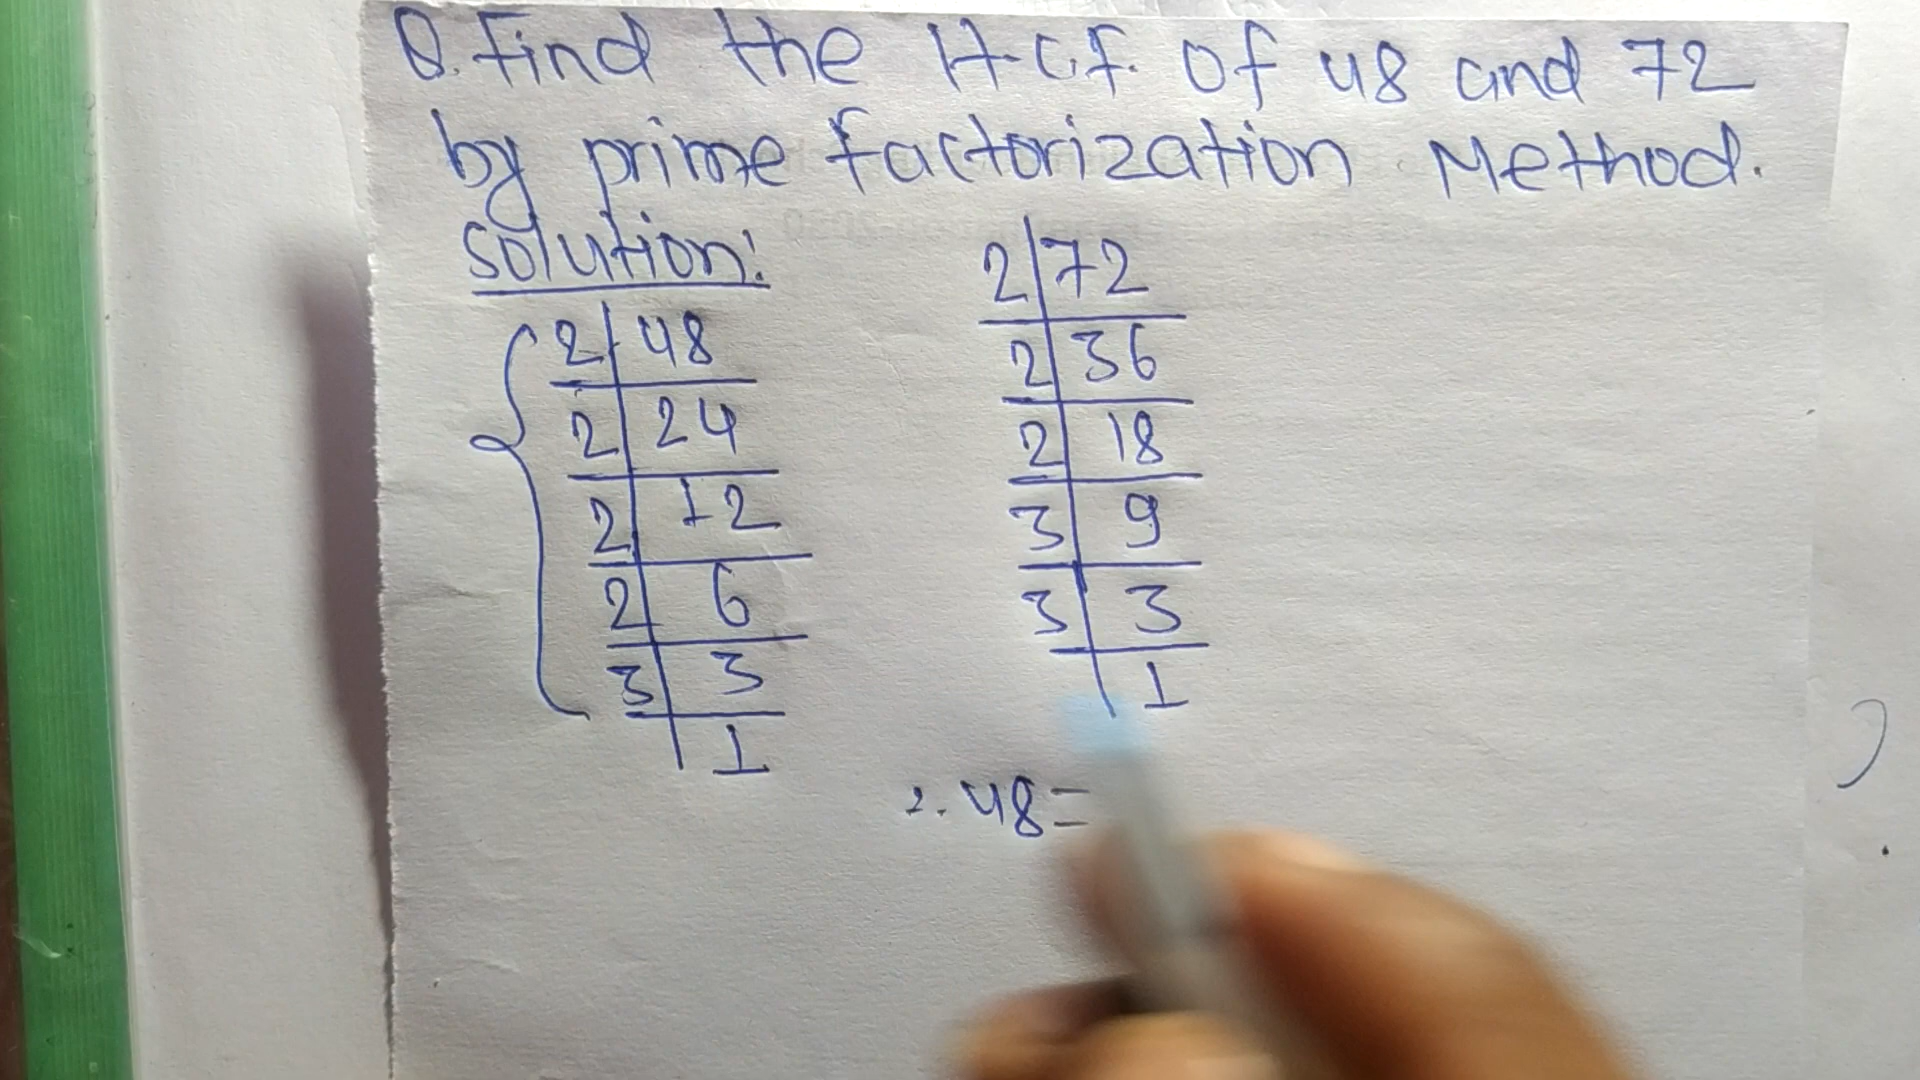 Q. Find the H.C.F. Of 48 and 72
by prime factorization Method.
Solution:
2 | 48
2 | 24
2 | 12
2 | 6
3 | 3
1
2 | 72
2 | 36
2 | 18
3 | 9
3 | 3
1
∴ 48 =